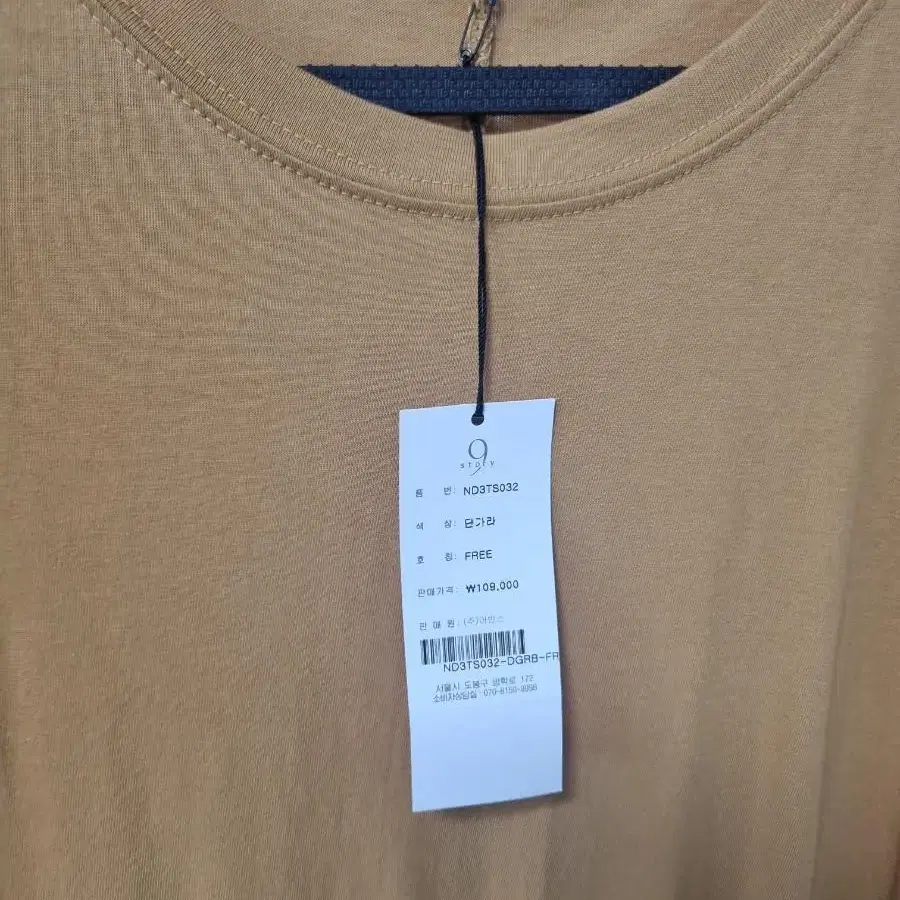 9
story
품 번: ND3TS032
색 상: 단가라
호 칭: FREE
판매가격: ₩109,000
판 매 원: (주)아밤스
ND3TS032-DGRB-FR
서울시 도봉구 방학로 172
소비자상담실 : 070-8150-9098